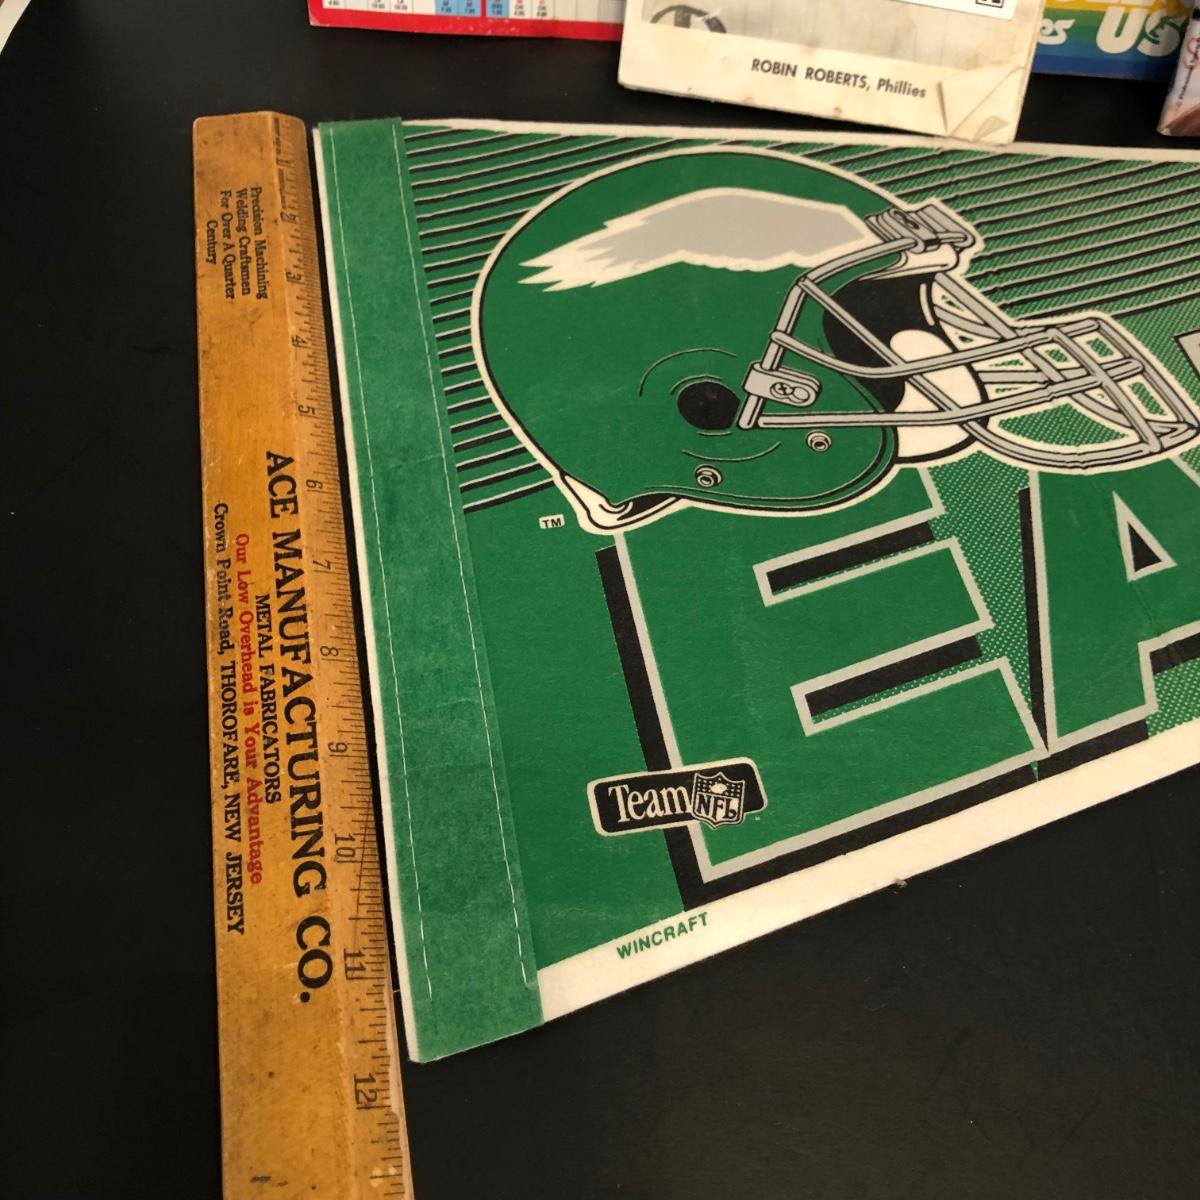 ROBIN ROBERTS, Phillies
US
Precision Machining
Welding Craftsmen
For Over A Quarter
Century
1 2 3 4 5 6 7 8 9 10 11 12
ACE MANUFACTURING CO.
METAL FABRICATORS
Our Low Overhead is Your Advantage
Crown Point Road, THOROFARE, NEW JERSEY
TM
EA
Team NFL
WINCRAFT